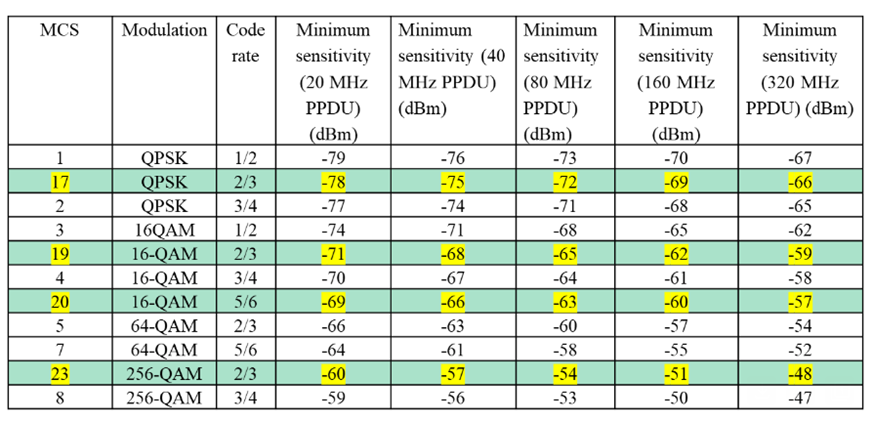 MCS Modulation Code rate Minimum sensitivity (20 MHz PPDU) (dBm) Minimum sensitivity (40 MHz PPDU) (dBm) Minimum sensitivity (80 MHz PPDU) (dBm) Minimum sensitivity (160 MHz PPDU) (dBm) Minimum sensitivity (320 MHz PPDU) (dBm)
1 QPSK 1/2 -79 -76 -73 -70 -67
17 QPSK 2/3 -78 -75 -72 -69 -66
2 QPSK 3/4 -77 -74 -71 -68 -65
3 16QAM 1/2 -74 -71 -68 -65 -62
19 16-QAM 2/3 -71 -68 -65 -62 -59
4 16-QAM 3/4 -70 -67 -64 -61 -58
20 16-QAM 5/6 -69 -66 -63 -60 -57
5 64-QAM 2/3 -66 -63 -60 -57 -54
7 64-QAM 5/6 -64 -61 -58 -55 -52
23 256-QAM 2/3 -60 -57 -54 -51 -48
8 256-QAM 3/4 -59 -56 -53 -50 -47